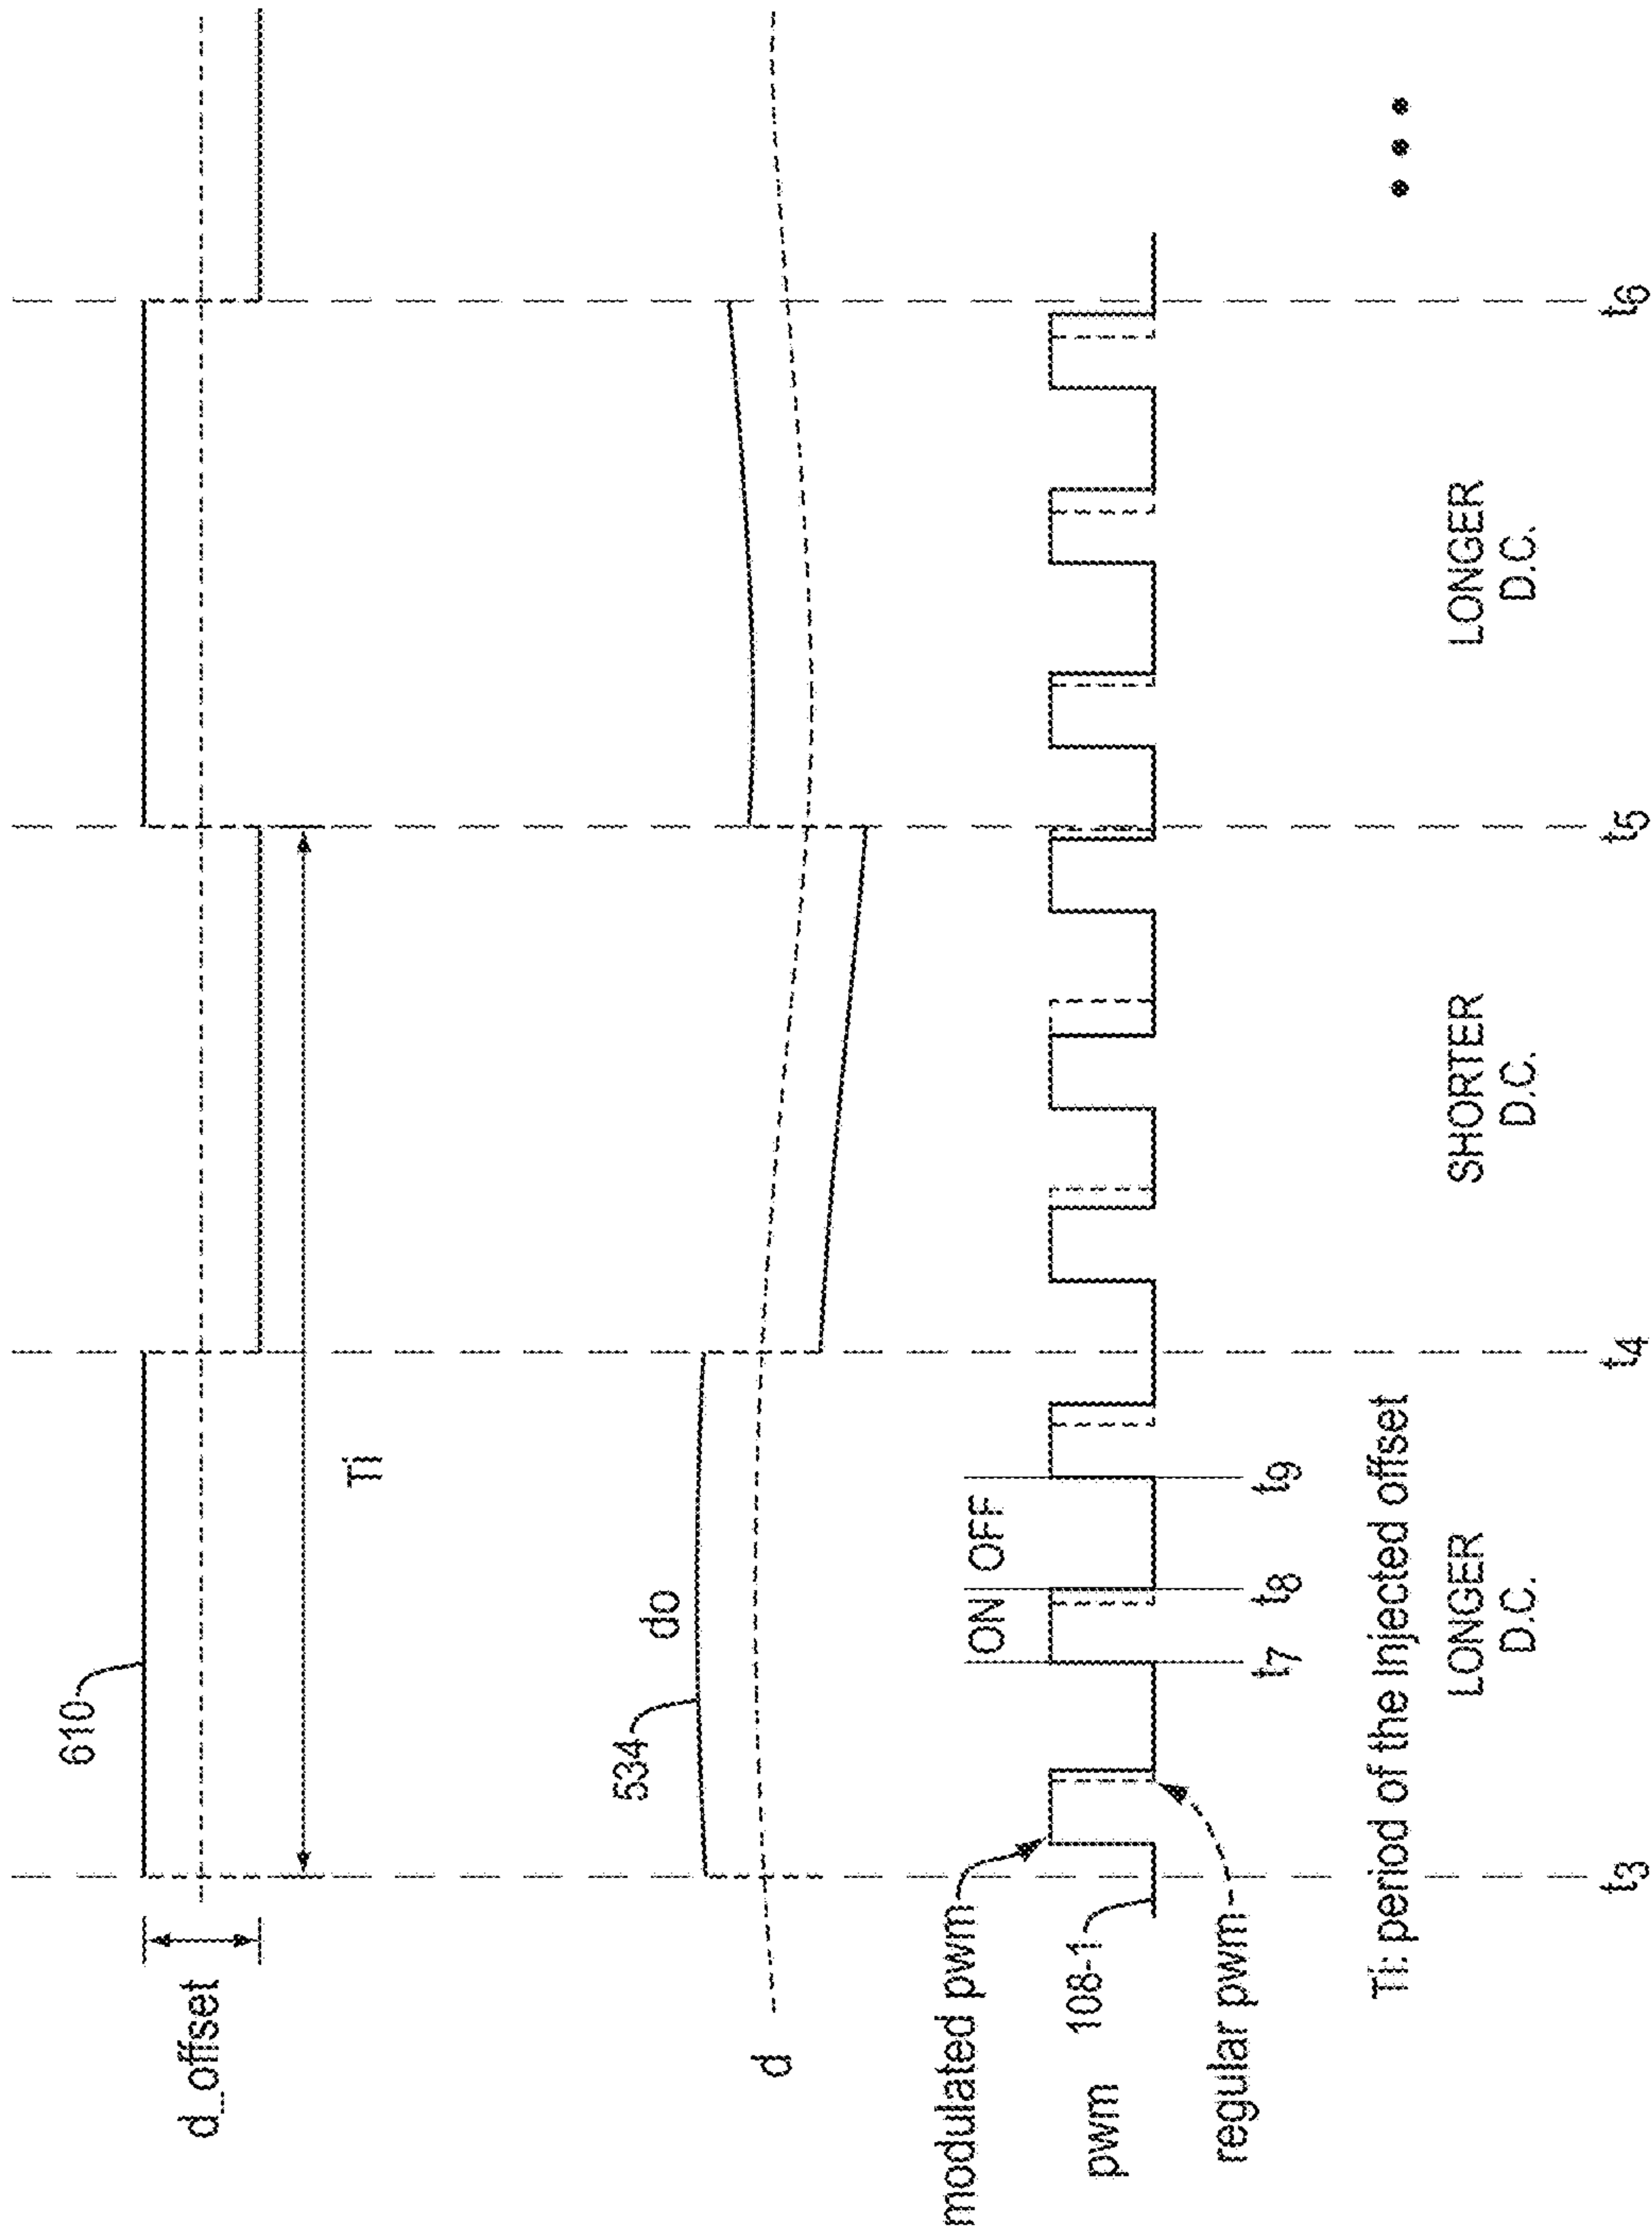 610
d_offset
Ti
534
do
d
ON OFF
modulated pwm
pwm 108-1
regular pwm
t7 t8 t9
Ti: period of the Injected offset
LONGER
D.C.
SHORTER
D.C.
LONGER
D.C.
t3 t4 t5 t6